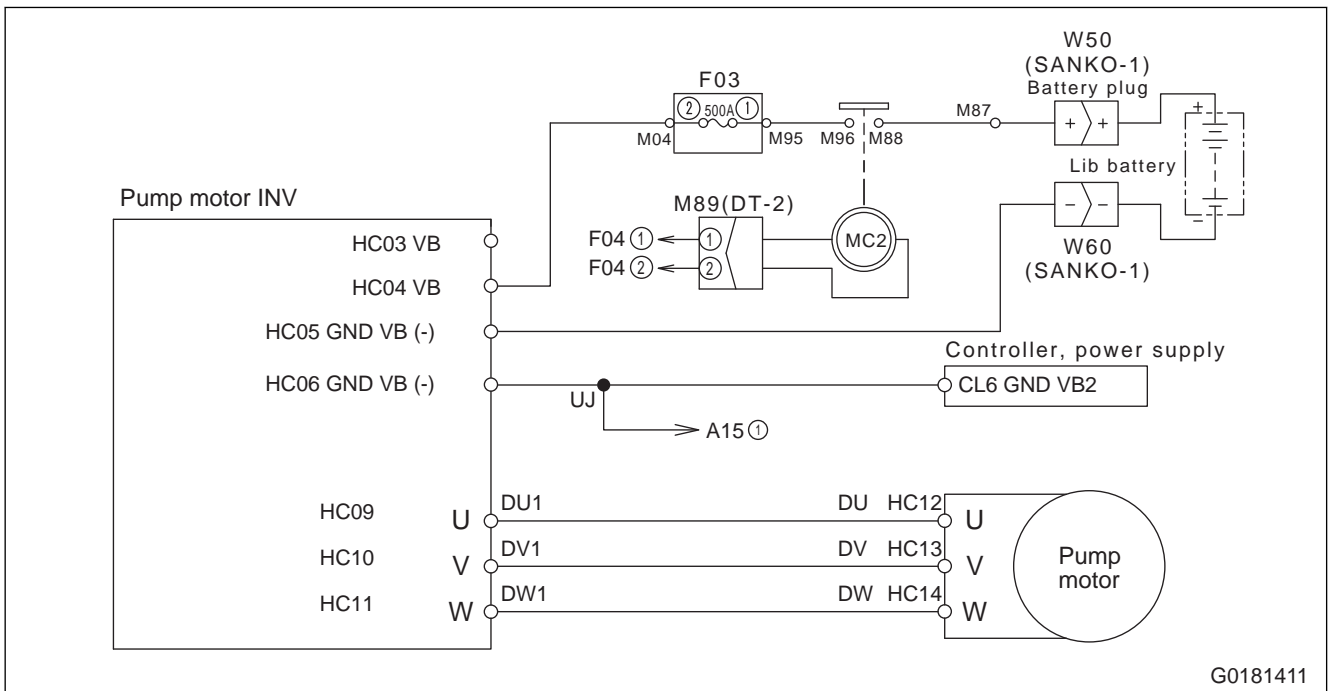 W50
(SANKO-1)
Battery plug
F03
② 500A ①
M04
M95
M96
M88
M87
+ +
+
Lib battery
Pump motor INV
M89(DT-2)
HC03 VB
F04 ① ①
MC2
- -
-
F04 ② ②
W60
(SANKO-1)
HC04 VB
HC05 GND VB (-)
Controller, power supply
HC06 GND VB (-)
CL6 GND VB2
UJ
A15 ①
HC09 U DU1 DU HC12 U
HC10 V DV1 DV HC13 V
Pump
motor
HC11 W DW1 DW HC14 W
G0181411